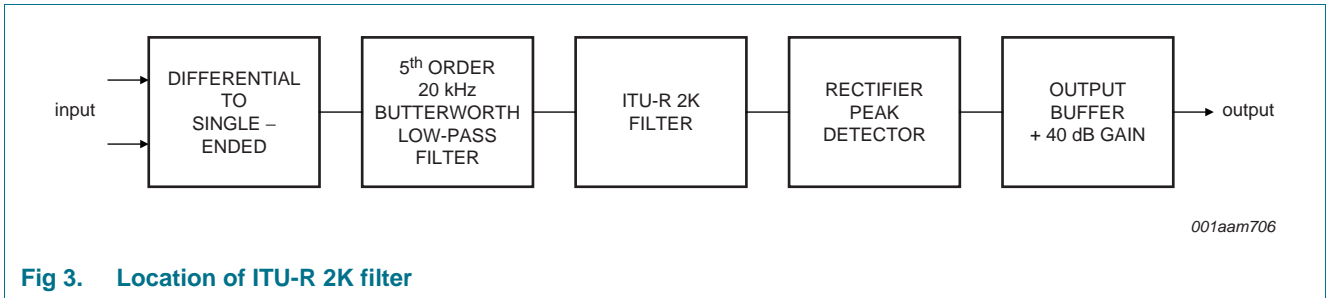 input
DIFFERENTIAL
TO
SINGLE –
ENDED
5th ORDER
20 kHz
BUTTERWORTH
LOW-PASS
FILTER
ITU-R 2K
FILTER
RECTIFIER
PEAK
DETECTOR
OUTPUT
BUFFER
+ 40 dB GAIN
output
001aam706
Fig 3. Location of ITU-R 2K filter